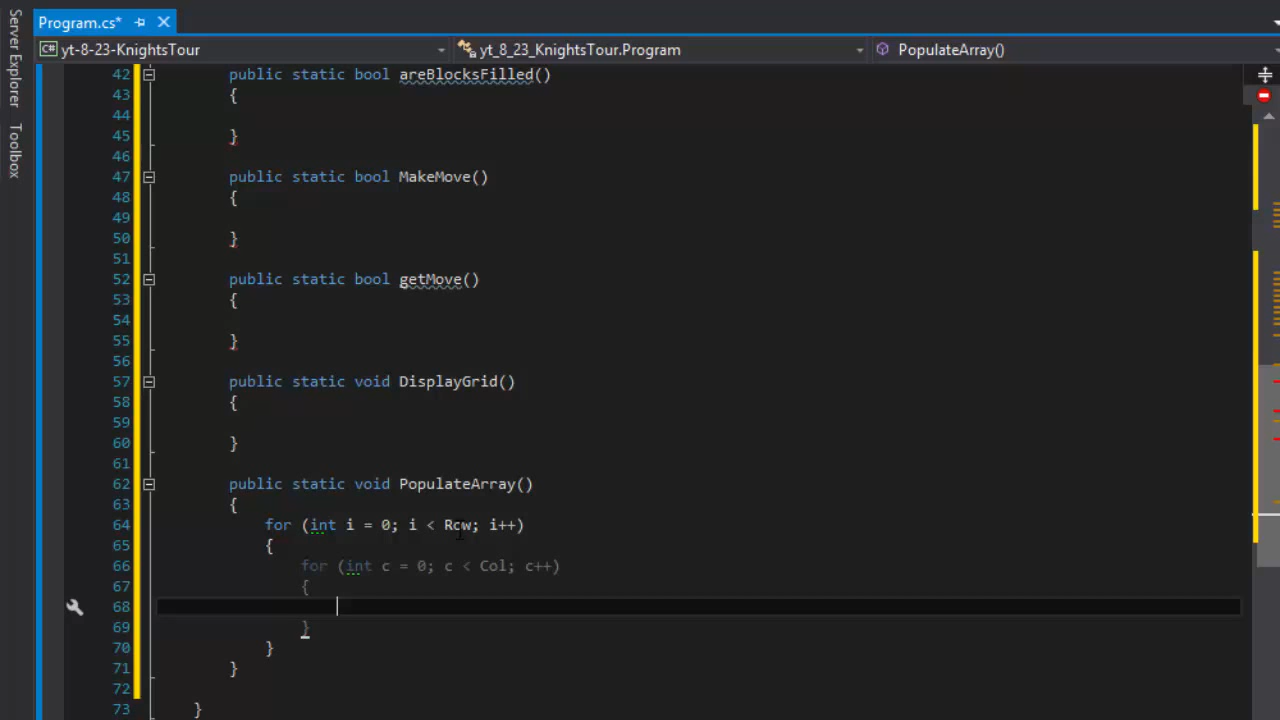 Server Explorer
Toolbox
Program.cs*
C# yt-8-23-KnightsTour
yt_8_23_KnightsTour.Program
PopulateArray()
42 public static bool areBlocksFilled()
43 {
44
45 }
46
47 public static bool MakeMove()
48 {
49
50 }
51
52 public static bool getMove()
53 {
54
55 }
56
57 public static void DisplayGrid()
58 {
59
60 }
61
62 public static void PopulateArray()
63 {
64 for (int i = 0; i < Row; i++)
65 {
66 for (int c = 0; c < Col; c++)
67 {
68
69 }
70 }
71 }
72
73 }